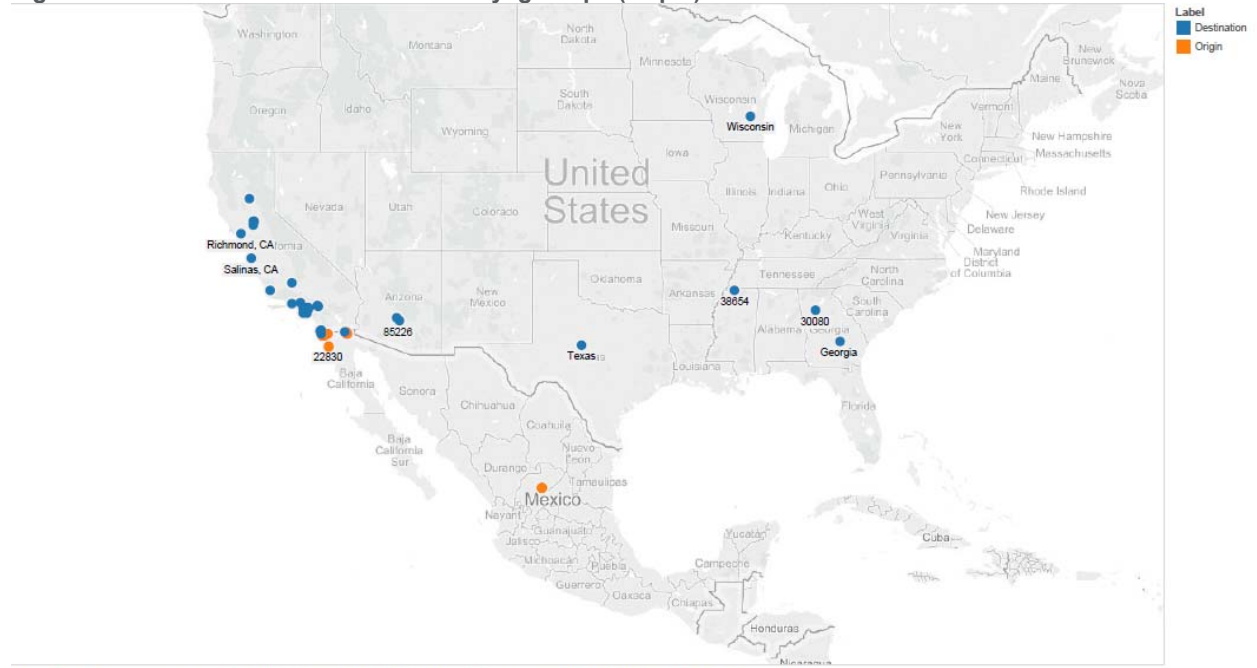 Label
Destination
Origin
Washington
Montana
North
Dakota
Minnesota
New
Brunswick
Maine
Nova
Scotia
Oregon
Idaho
South
Dakota
Wisconsin
Wisconsin
Michigan
Vermont
New
York
New Hampshire
Massachusetts
Connecticut
Rhode Island
Wyoming
Iowa
Pennsylvania
New Jersey
Delaware
Maryland
District
of Columbia
United
States
Nevada
Utah
Colorado
Illinois
Indiana
Ohio
West
Virginia
Virginia
Missouri
Kentucky
Richmond, CA
Salinas, CA
Arizona
85226
New
Mexico
Oklahoma
Arkansas
38654
Tennessee
North
Carolina
South
Carolina
30080
Alabama
Georgia
Georgia
Texas
Louisiana
Florida
22830
Baja
California
Sonora
Chihuahua
Coahuila
Nuevo
Leon
Baja
California
Sur
Durango
Tamaulipas
Mexico
Nayarit
Guanajuato
Jalisco
Michoacán
Puebla
Guerrero
Oaxaca
Chiapas
Yucatán
Campeche
Cuba
Honduras
Nicaragua